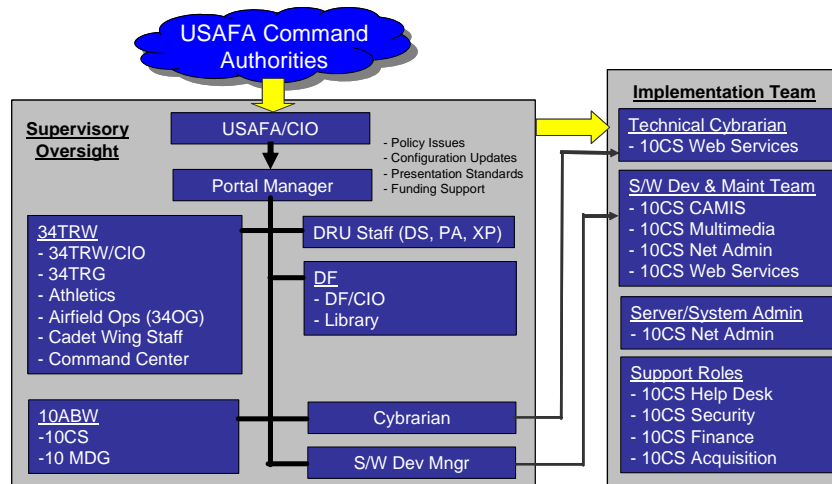 USAFA Command
Authorities
Supervisory
Oversight
USAFA/CIO
- Policy Issues
- Configuration Updates
- Presentation Standards
- Funding Support
Portal Manager
34TRW
- 34TRW/CIO
- 34TRG
- Athletics
- Airfield Ops (34OG)
- Cadet Wing Staff
- Command Center
DRU Staff (DS, PA, XP)
DF
- DF/CIO
- Library
10ABW
-10CS
-10 MDG
Cybrarian
S/W Dev Mngr
Implementation Team
Technical Cybrarian
- 10CS Web Services
S/W Dev & Maint Team
- 10CS CAMIS
- 10CS Multimedia
- 10CS Net Admin
- 10CS Web Services
Server/System Admin
- 10CS Net Admin
Support Roles
- 10CS Help Desk
- 10CS Security
- 10CS Finance
- 10CS Acquisition